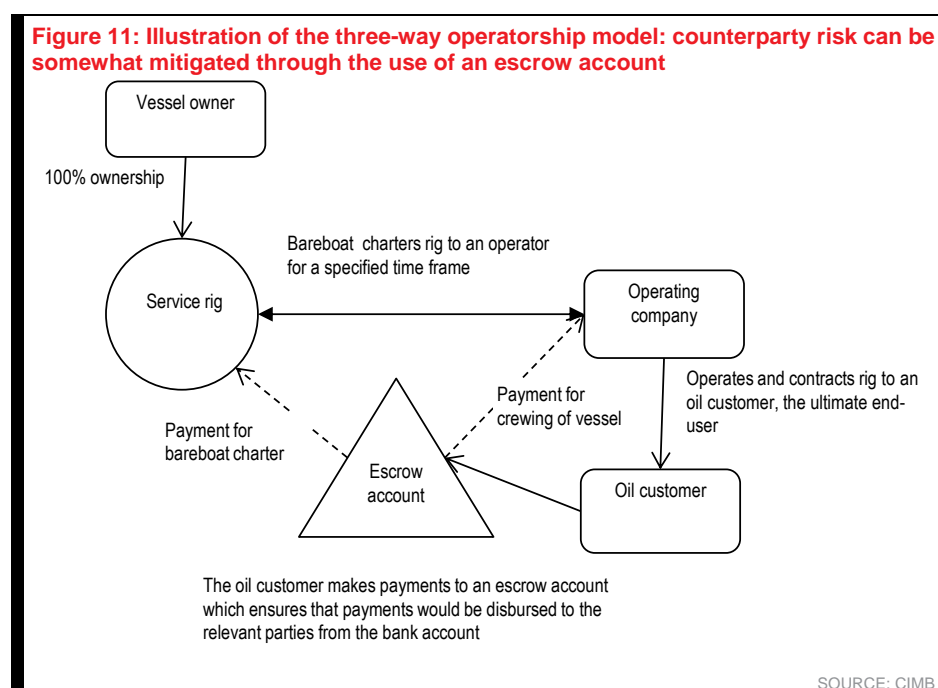 Figure 11: Illustration of the three-way operatorship model: counterparty risk can be
somewhat mitigated through the use of an escrow account
Vessel owner
100% ownership
Bareboat charters rig to an operator
for a specified time frame
Service rig
Operating
company
Operates and contracts rig to an
oil customer, the ultimate end-
user
Payment for
crewing of vessel
Payment for
bareboat charter
Escrow
account
Oil customer
The oil customer makes payments to an escrow account
which ensures that payments would be disbursed to the
relevant parties from the bank account
SOURCE: CIMB